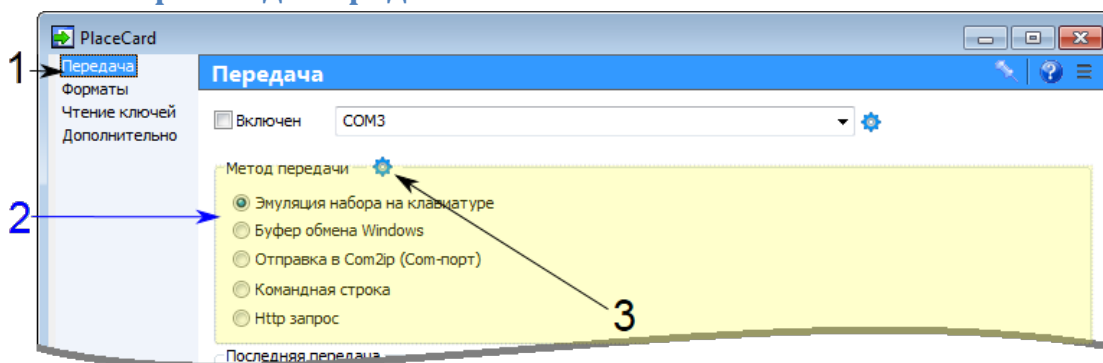 PlaceCard
1
Передача
Форматы
Чтение ключей
Дополнительно
Передача
Включен COM3
Метод передачи
2
Эмуляция набора на клавиатуре
Буфер обмена Windows
Отправка в Com2ip (Com-порт)
Командная строка
Http запрос
3
Последняя передача